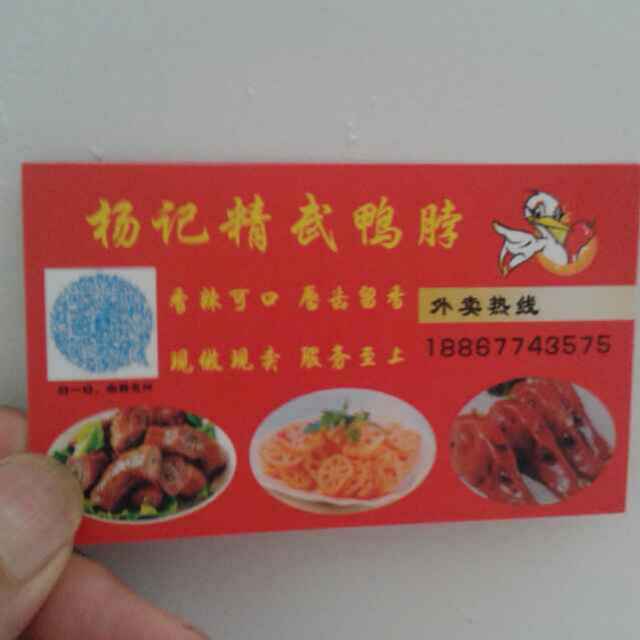 杨记精武鸭脖
香辣可口 唇齿留香
外卖热线
现做现卖 服务至上
18867743575